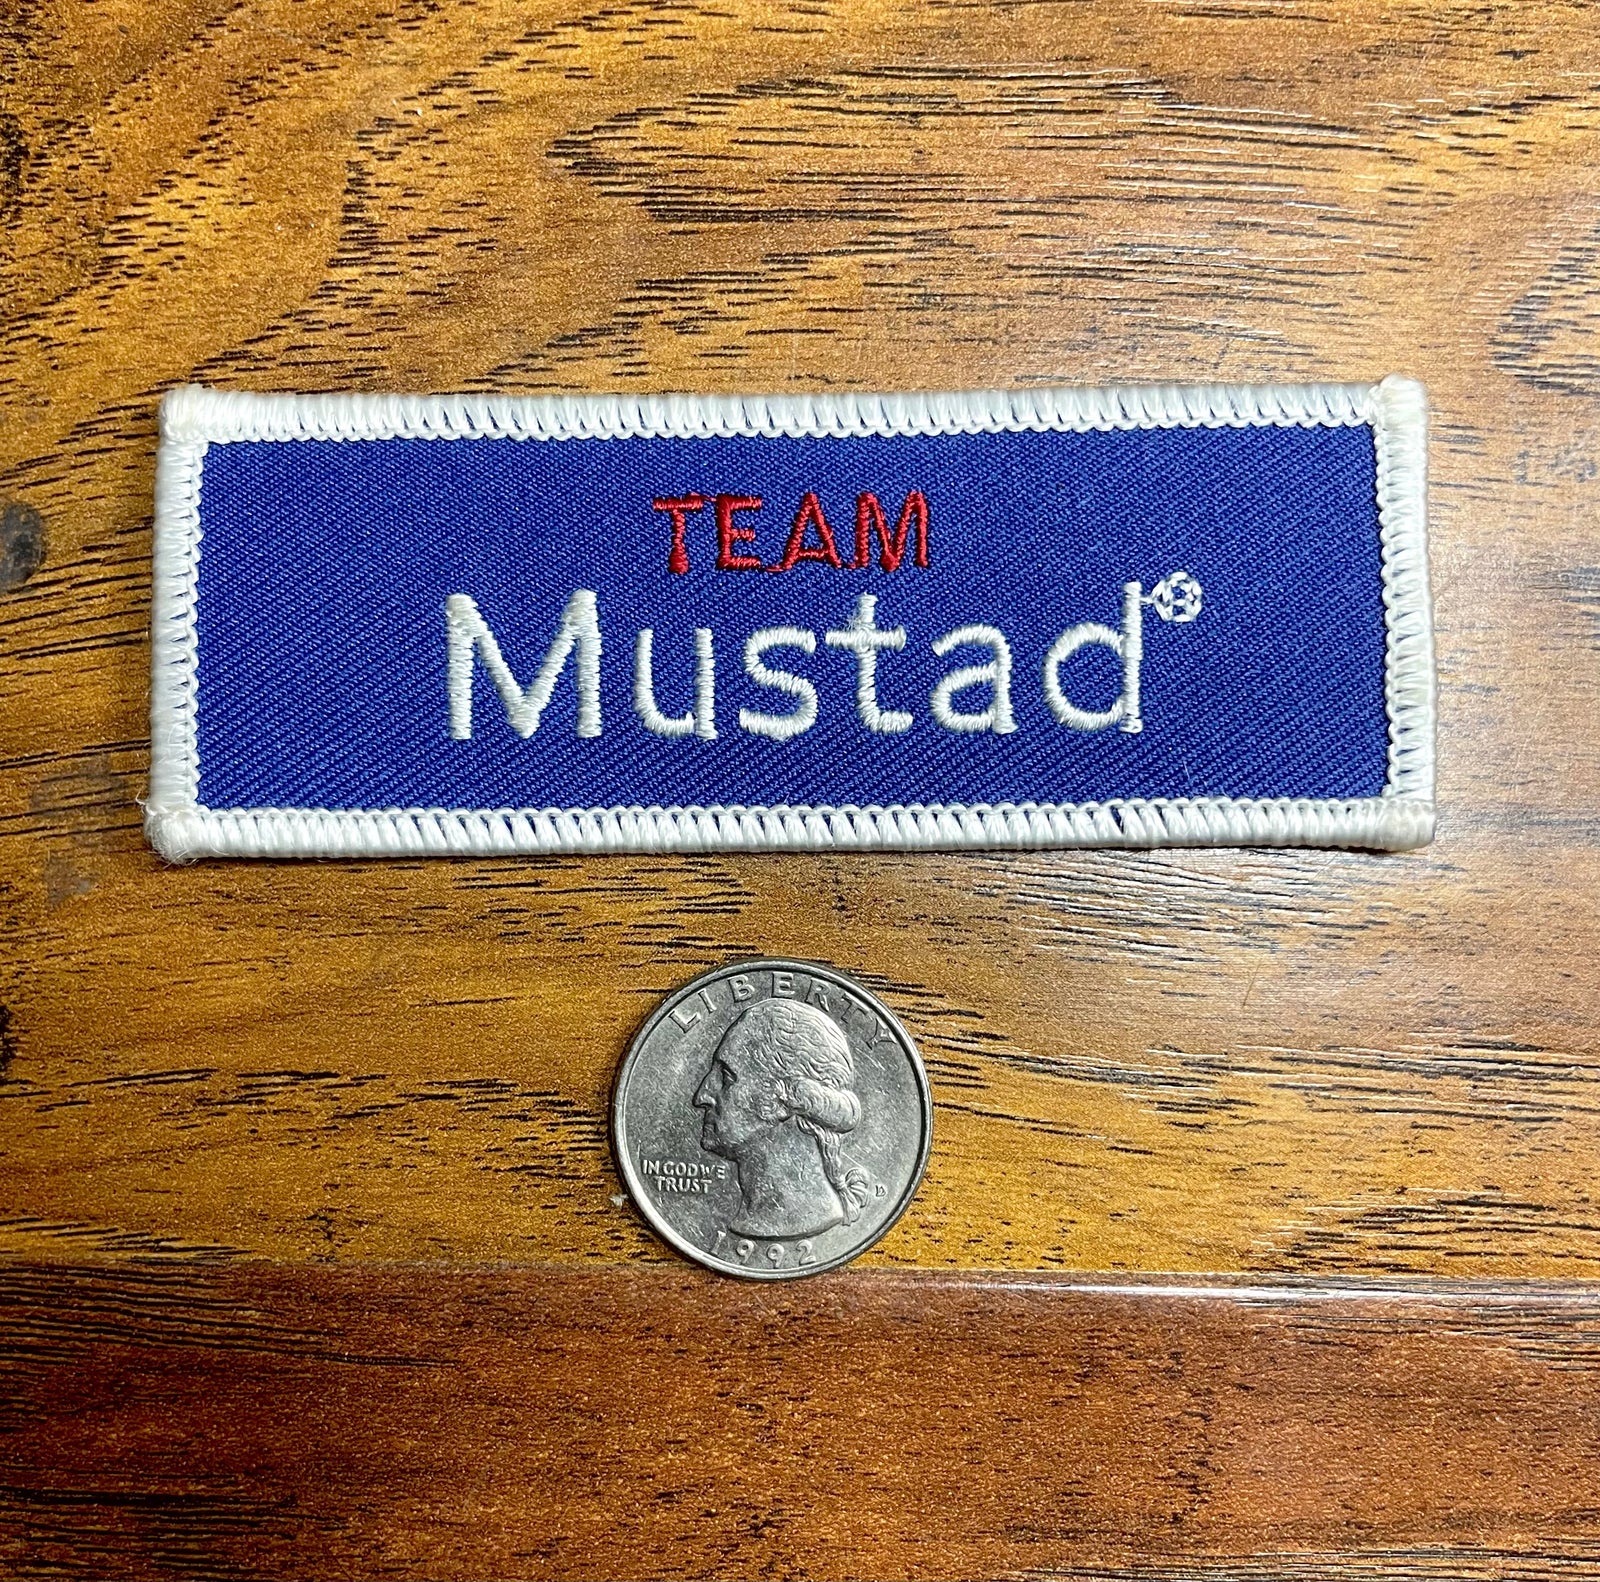 TEAM
Mustad®
LIBERTY
IN GOD WE
TRUST
D
1992